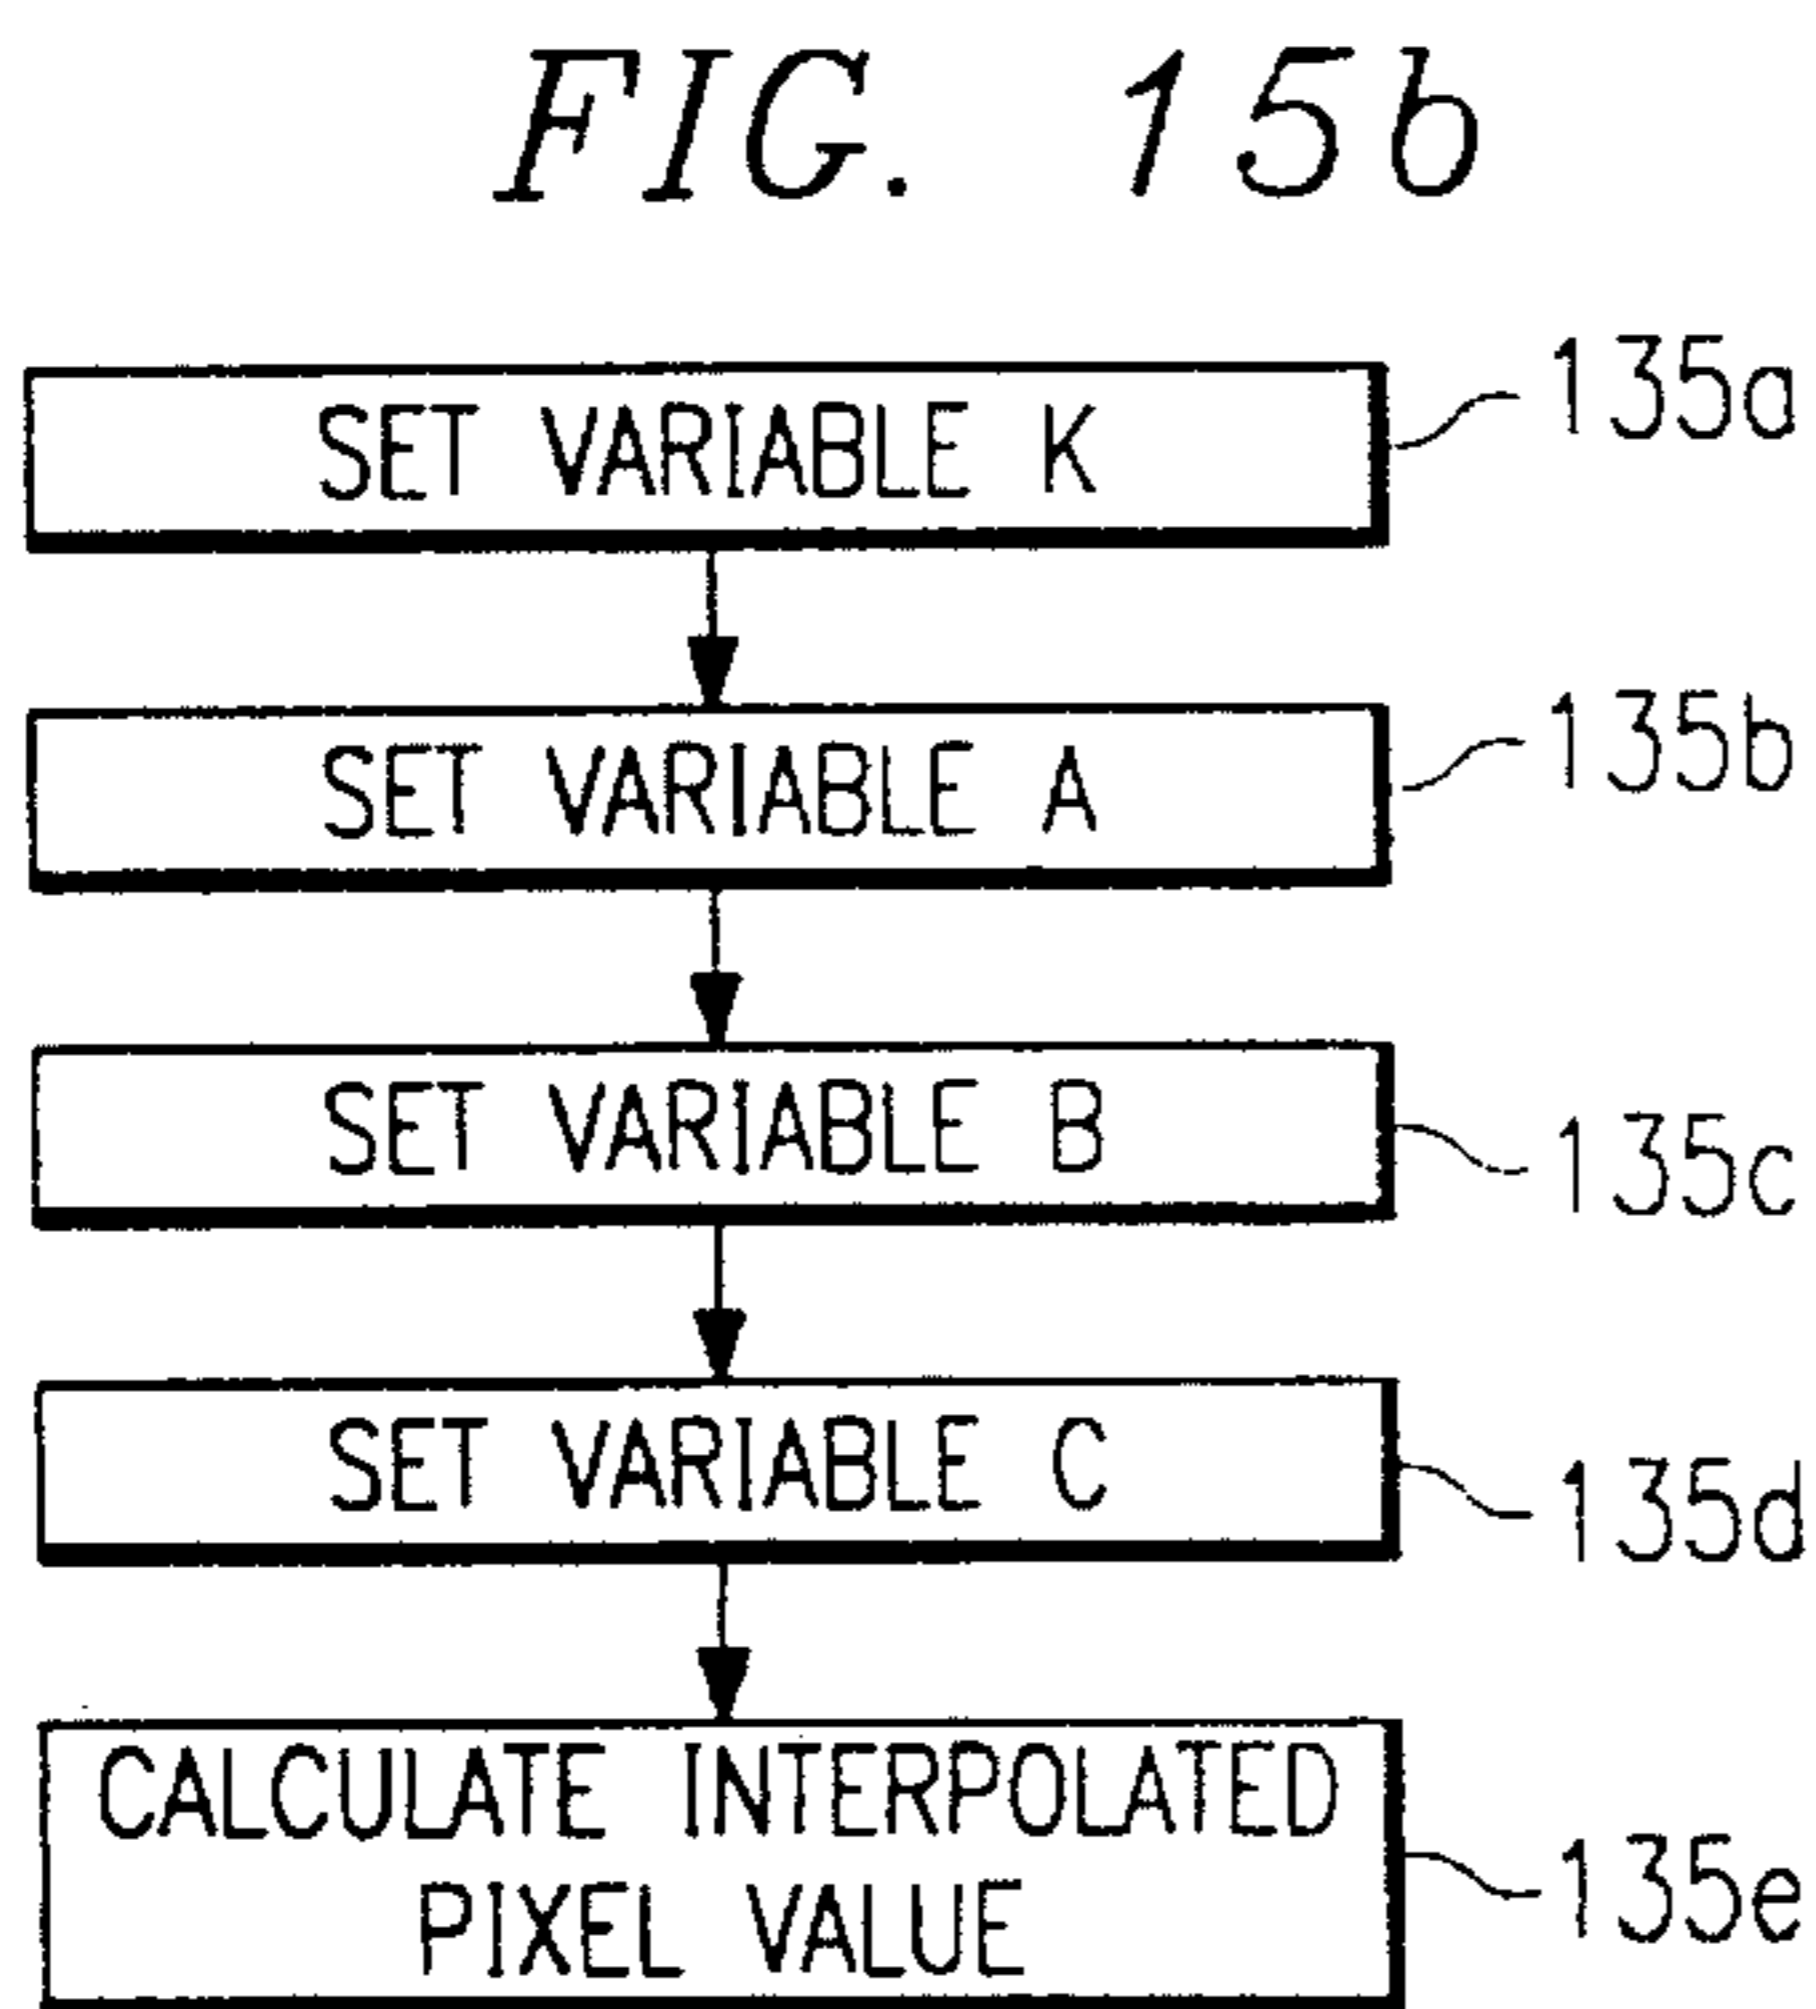 FIG. 15b
SET VARIABLE K
135a
SET VARIABLE A
135b
SET VARIABLE B
135c
SET VARIABLE C
135d
CALCULATE INTERPOLATED
PIXEL VALUE
135e